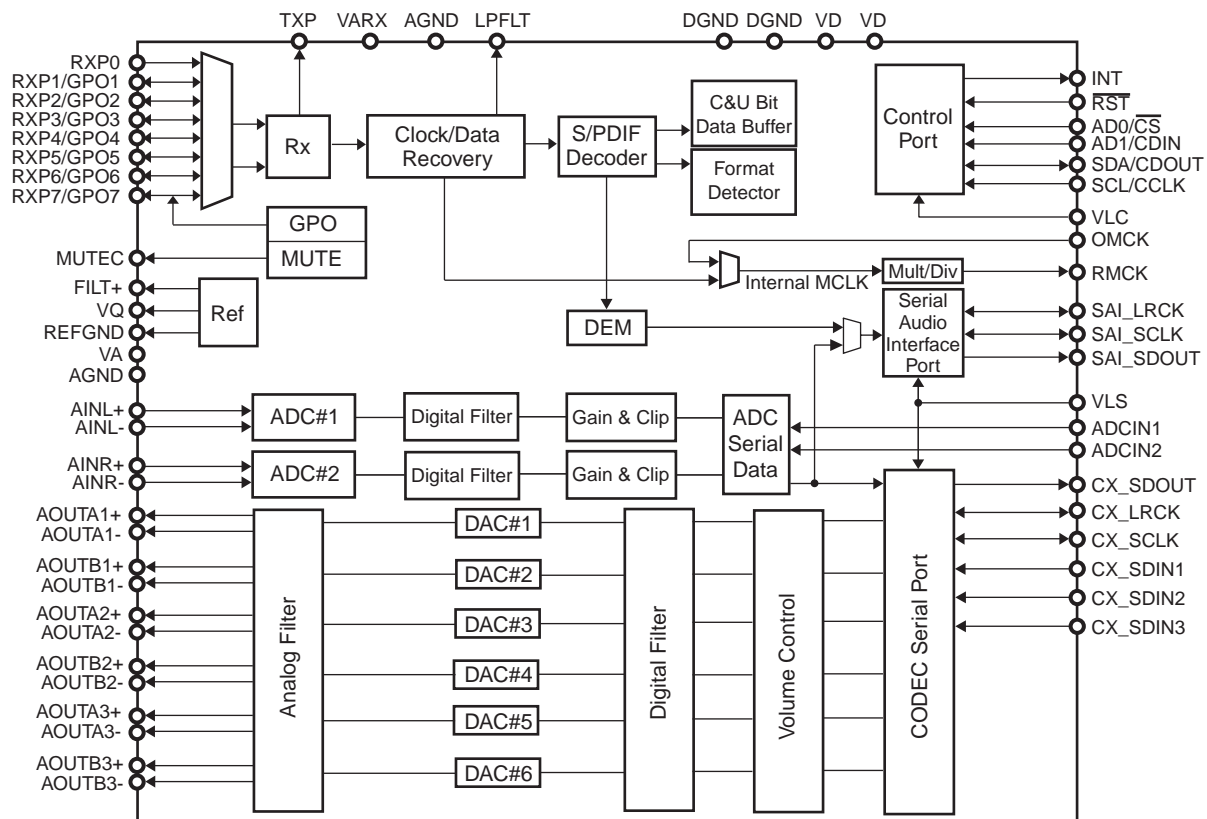 TXP
VARX
AGND
LPFLT
DGND
DGND
VD
VD
RXP0
RXP1/GPO1
RXP2/GPO2
RXP3/GPO3
RXP4/GPO4
RXP5/GPO5
RXP6/GPO6
RXP7/GPO7
MUTEC
FILT+
VQ
REFGND
VA
AGND
AINL+
AINL-
AINR+
AINR-
AOUTA1+
AOUTA1-
AOUTB1+
AOUTB1-
AOUTA2+
AOUTA2-
AOUTB2+
AOUTB2-
AOUTA3+
AOUTA3-
AOUTB3+
AOUTB3-
Rx
Clock/Data
Recovery
S/PDIF
Decoder
C&U Bit
Data Buffer
Format
Detector
Control
Port
GPO
MUTE
Ref
Internal MCLK
Mult/Div
DEM
Serial
Audio
Interface
Port
ADC#1
Digital Filter
Gain & Clip
ADC
Serial
Data
ADC#2
Digital Filter
Gain & Clip
Analog Filter
DAC#1
DAC#2
DAC#3
DAC#4
DAC#5
DAC#6
Digital Filter
Volume Control
CODEC Serial Port
INT
RST
AD0/CS
AD1/CDIN
SDA/CDOUT
SCL/CCLK
VLC
OMCK
RMCK
SAI_LRCK
SAI_SCLK
SAI_SDOUT
VLS
ADCIN1
ADCIN2
CX_SDOUT
CX_LRCK
CX_SCLK
CX_SDIN1
CX_SDIN2
CX_SDIN3